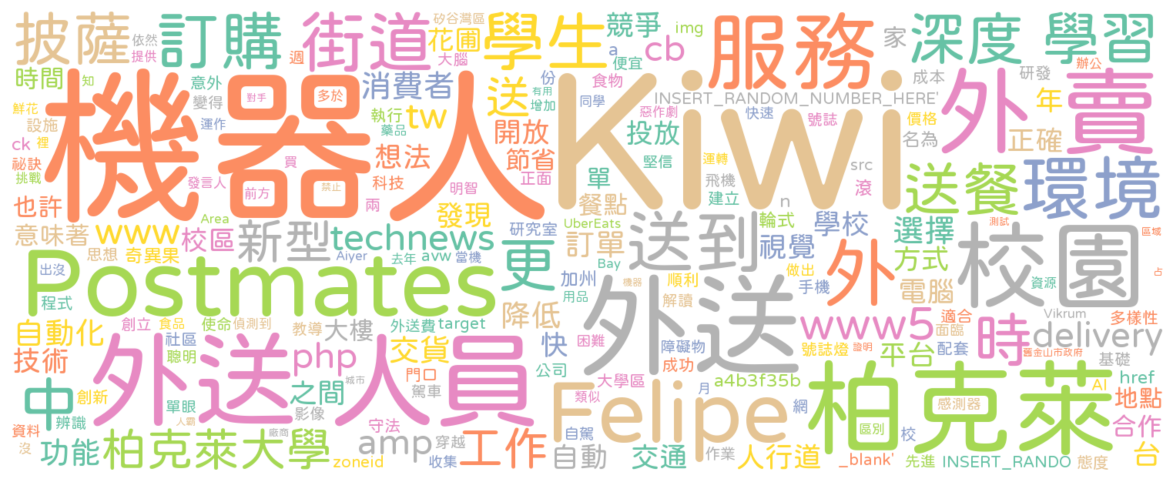 披薩
依然
提供
訂購
週
街道
矽谷灣區
花圃
大腦
學生
競爭
img
a
便宜
cb
服務
家
深度 學習
辦公
時間
知
意外
鮮花
變得
對手
多於
消費者
送
份
有用
增加
食物
同學
INSERT_RANDOM_NUMBER_HERE'
成本
研發
年
外賣
設施
運作
執行
藥品
tw
開放
惡作劇
投放
快速
號誌
價格
名為
正確
ck
裡
祕訣
挑戰
機器人
買
想法
節省
Kiwi
單
堅信
運轉
飛機
src
滾
送餐
環境
也許
發言人
前方
禁止
科技
兩
明智
正面
餐點
建立
n
意味著
www
Area
校區
新型
發現
technews
研究室
更
UberEats
訂單
送到
視覺
輪式
學校
選擇
測試
區域
思想
奇異果
Aiyer
去年
avw
當機
Bay
加州
順利
做出
手機
外
方式
校園
出沒
程式
Postmates
用品
機器
解讀
外送
電腦
資源
占
自動化
創立
食品
使命
偵測到
教導
大樓
外送費
target
降低
www5
適合
面臨
Vikrum
多樣性
時
delivery
技術
社區
聰明
php
交貨
快
困難
障礙物
號誌燈
證明
平台
配套
舊金山市政府
基礎
中
創新
辨識
單眼
外送人員
之間
影像
城市
門口
駕車
公司
成功
大學區
a4b3f35b
柏克萊
AI
href
地點
資料
沒
人霸
廠商
守法
Felipe
類似
月
網
感測器
合作
功能
柏克萊大學
zoneid
amp
收集
穿越
工作
自動
自駕
交通
作業
人行道
區別
校
_blank'
先進
INSERT_RANDO
態度
台